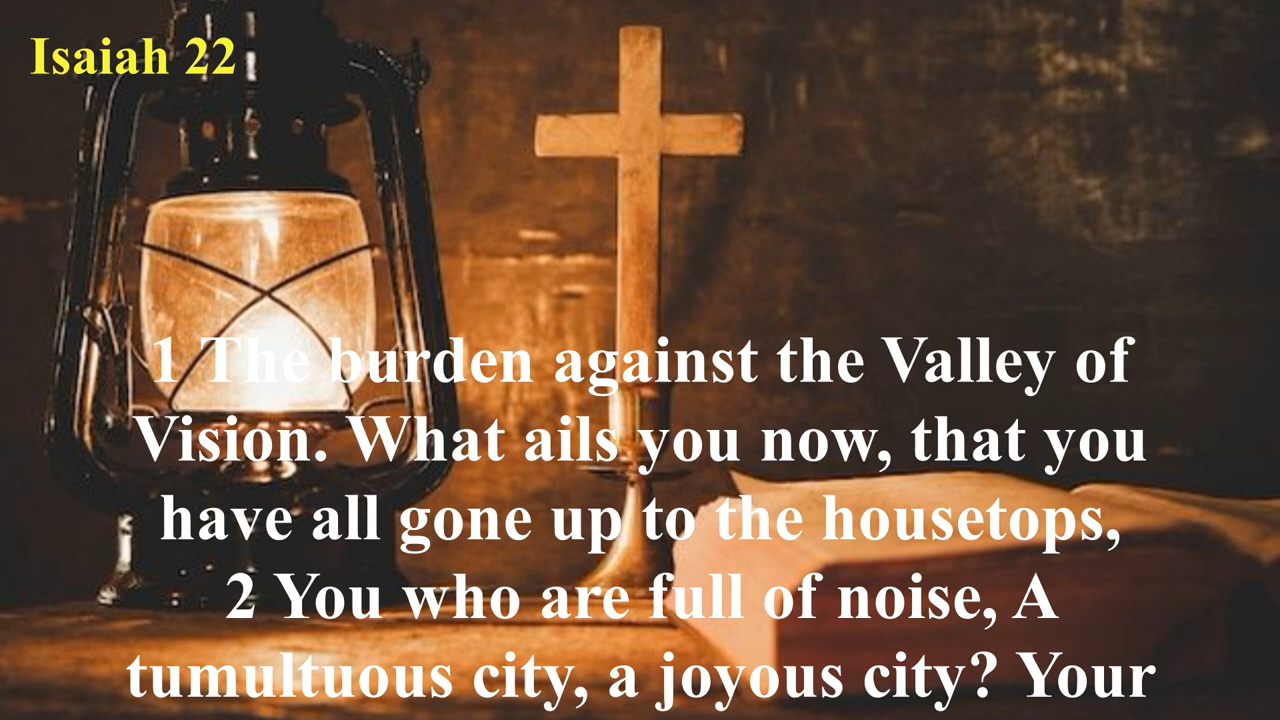 Isaiah 22
1 The burden against the Valley of
Vision. What ails you now, that you
have all gone up to the housetops,
2 You who are full of noise, A
tumultuous city, a joyous city? Your